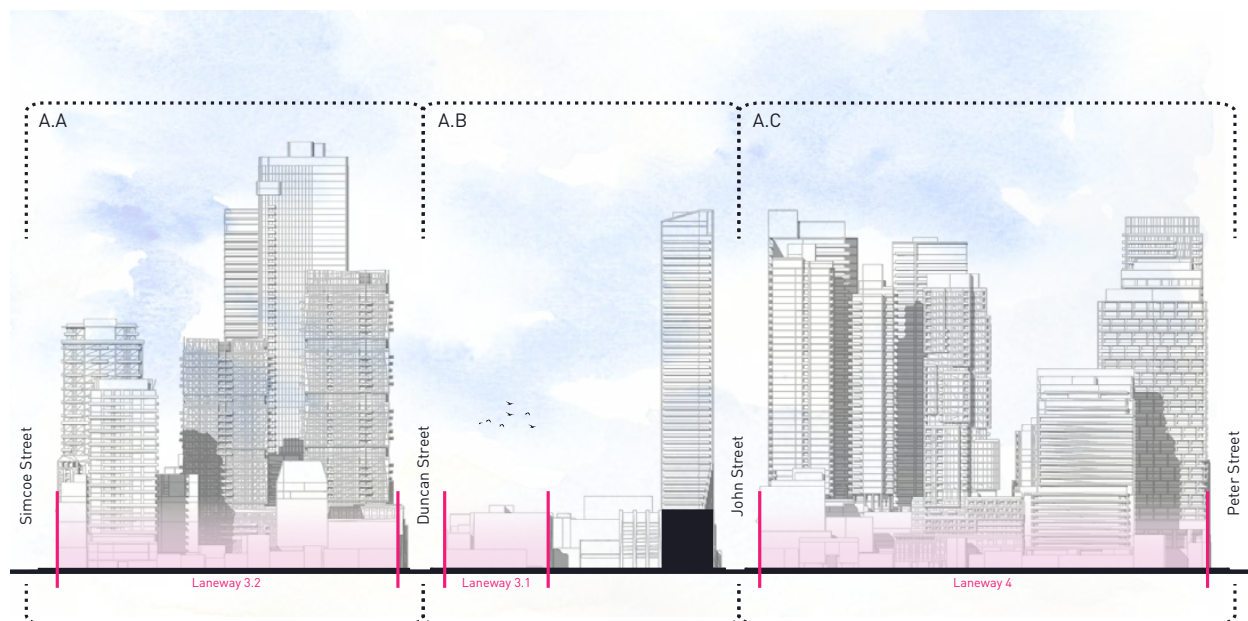 A.A
A.B
A.C
Simcoe Street
Duncan Street
John Street
Peter Street
Laneway 3.2
Laneway 3.1
Laneway 4